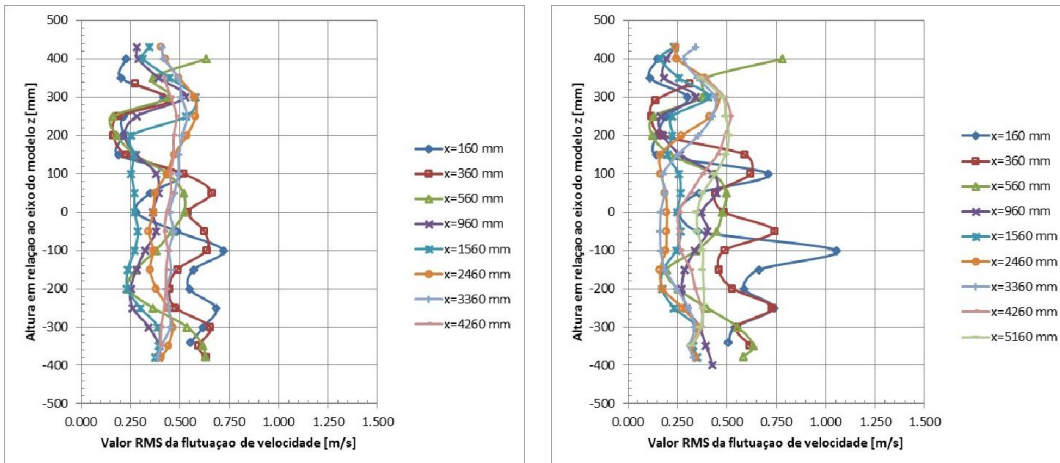 500
400
300
200
100
0
-100
-200
-300
-400
-500
Altura em relação ao eixo do modelo z [mm]
0.000 0.250 0.500 0.750 1.000 1.250 1.500
Valor RMS da flutuaçao de velocidade [m/s]
x=160 mm
x=360 mm
x=560 mm
x=960 mm
x=1560 mm
x=2460 mm
x=3360 mm
x=4260 mm
500
400
300
200
100
0
-100
-200
-300
-400
-500
Altura em relação ao eixo do modelo z [mm]
0.000 0.250 0.500 0.750 1.000 1.250 1.500
Valor RMS da flutuaçao de velocidade [m/s]
x=160 mm
x=360 mm
x=560 mm
x=960 mm
x=1560 mm
x=2460 mm
x=3360 mm
x=4260 mm
x=5160 mm